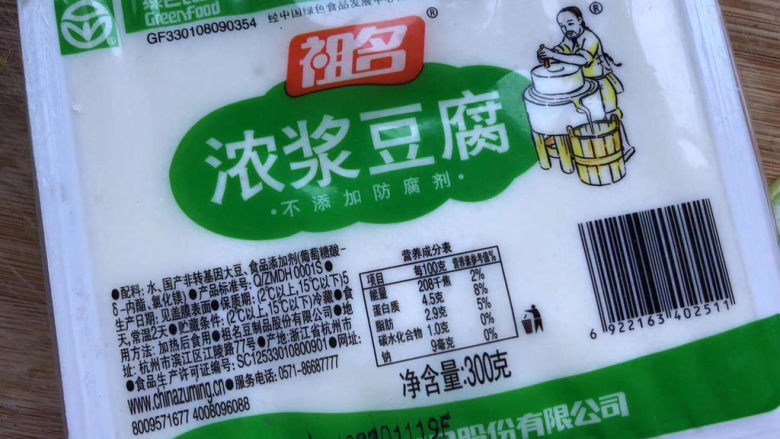 GreenFood
GF330108090354
经中国绿色食品发展中心
祖名®
浓浆豆腐
·不添加防腐剂·
●配料: 水、国产非转基因大豆、食品添加剂(葡萄糖酸-
δ-内酯, 氯化镁)●产品标准号: Q/ZMDH 0001S●
生产日期: 见盖膜表面●保质期: (2℃以上,15℃以下)5
天,常温2天●贮藏条件: (2℃以上,15℃以下)冷藏●食
用方法: 加热后食用●祖名豆制品股份有限公司●地
址: 杭州市滨江区江陵路77号●产地:浙江省杭州市
●食品生产许可证编号: SC12533010800901●网址:
www.chinazuming.cn●服务电话: 0571-86687777
8009571677 4008096088
营养成分表
项目 每100克 营养素参考值%
能量 208千焦 2%
蛋白质 4.5克 8%
脂肪 2.9克 5%
碳水化合物 1.0克 0%
钠 9毫克 0%
净含量:300克
6 922163 402511
股份有限公司